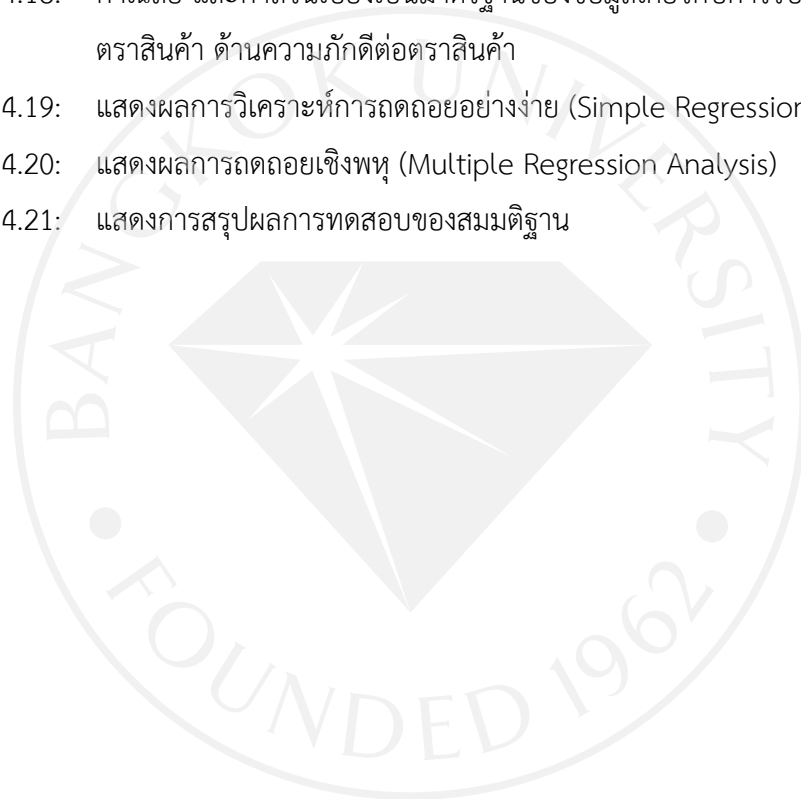 ตราสินค้า ด้านความภักดีต่อตราสินค้า
4.19: แสดงผลการวิเคราะห์การถดถอยอย่างง่าย (Simple Regression
4.20: แสดงผลการถดถอยเชิงพหุ (Multiple Regression Analysis)
4.21: แสดงการสรุปผลการทดสอบของสมมติฐาน
BANGKOK UNIVERSITY
FOUNDED 1962